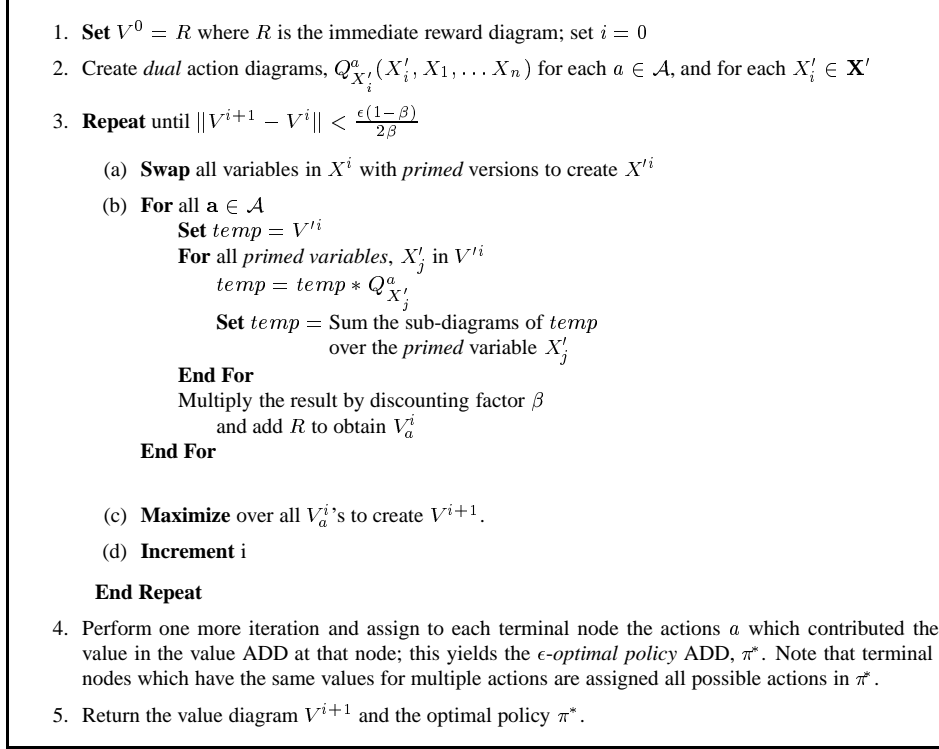 1. Set V^0 = R where R is the immediate reward diagram; set i = 0
2. Create dual action diagrams, Q^a_{X'_i}(X'_i, X_1, . . . X_n) for each a ∈ A, and for each X'_i ∈ X'
3. Repeat until ||V^{i+1} − V^i|| < ε(1−β)/2β
(a) Swap all variables in X^i with primed versions to create X'^i
(b) For all a ∈ A
Set temp = V'^i
For all primed variables, X'_j in V'^i
temp = temp * Q^a_{X'_j}
Set temp = Sum the sub-diagrams of temp
over the primed variable X'_j
End For
Multiply the result by discounting factor β
and add R to obtain V^i_a
End For
(c) Maximize over all V^i_a's to create V^{i+1}.
(d) Increment i
End Repeat
4. Perform one more iteration and assign to each terminal node the actions a which contributed the
value in the value ADD at that node; this yields the ε-optimal policy ADD, π*. Note that terminal
nodes which have the same values for multiple actions are assigned all possible actions in π*.
5. Return the value diagram V^{i+1} and the optimal policy π*.